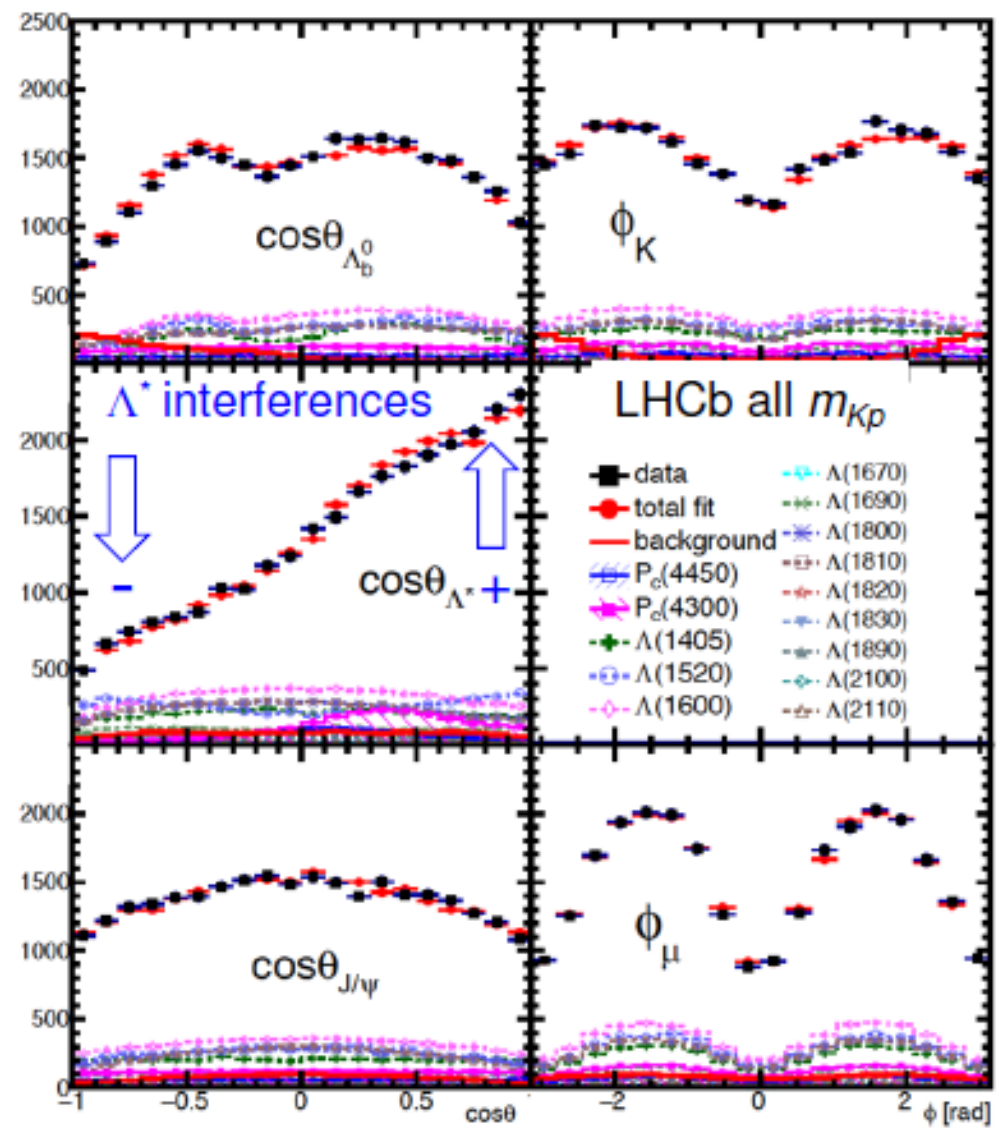 2500
2000
1500
1000
500
cosθ_{Λ_b^0}
ϕ_K
Λ* interferences
LHCb all m_{Kp}
2000
1500
1000
500
−
cosθ_{Λ*} +
data
total fit
background
P_c(4450)
P_c(4300)
Λ(1405)
Λ(1520)
Λ(1600)
Λ(1670)
Λ(1690)
Λ(1800)
Λ(1810)
Λ(1820)
Λ(1830)
Λ(1890)
Λ(2100)
Λ(2110)
2000
1500
1000
500
0
cosθ_{J/ψ}
ϕ_μ
−1 −0.5 0 0.5
cosθ
−2 0 2
ϕ [rad]